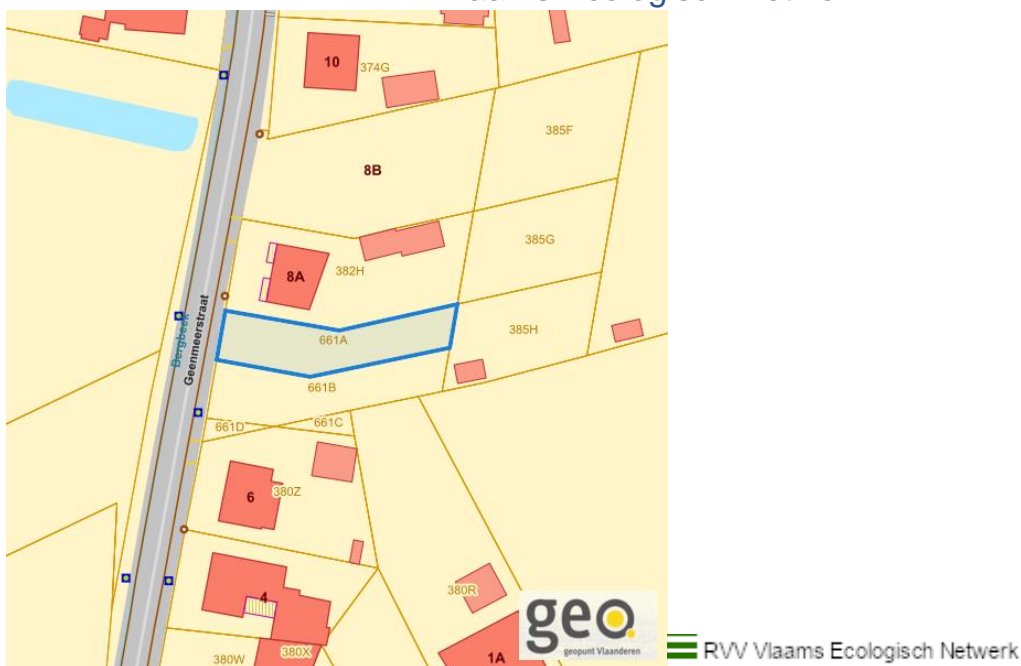 10
374G
385F
8B
385G
8A
382H
Bergbeek
Geenmeerstraat
661A
385H
661B
661D
661C
6
380Z
4
380R
380W
380X
1A
geo
geopunt Vlaanderen
RVV Vlaams Ecologisch Netwerk